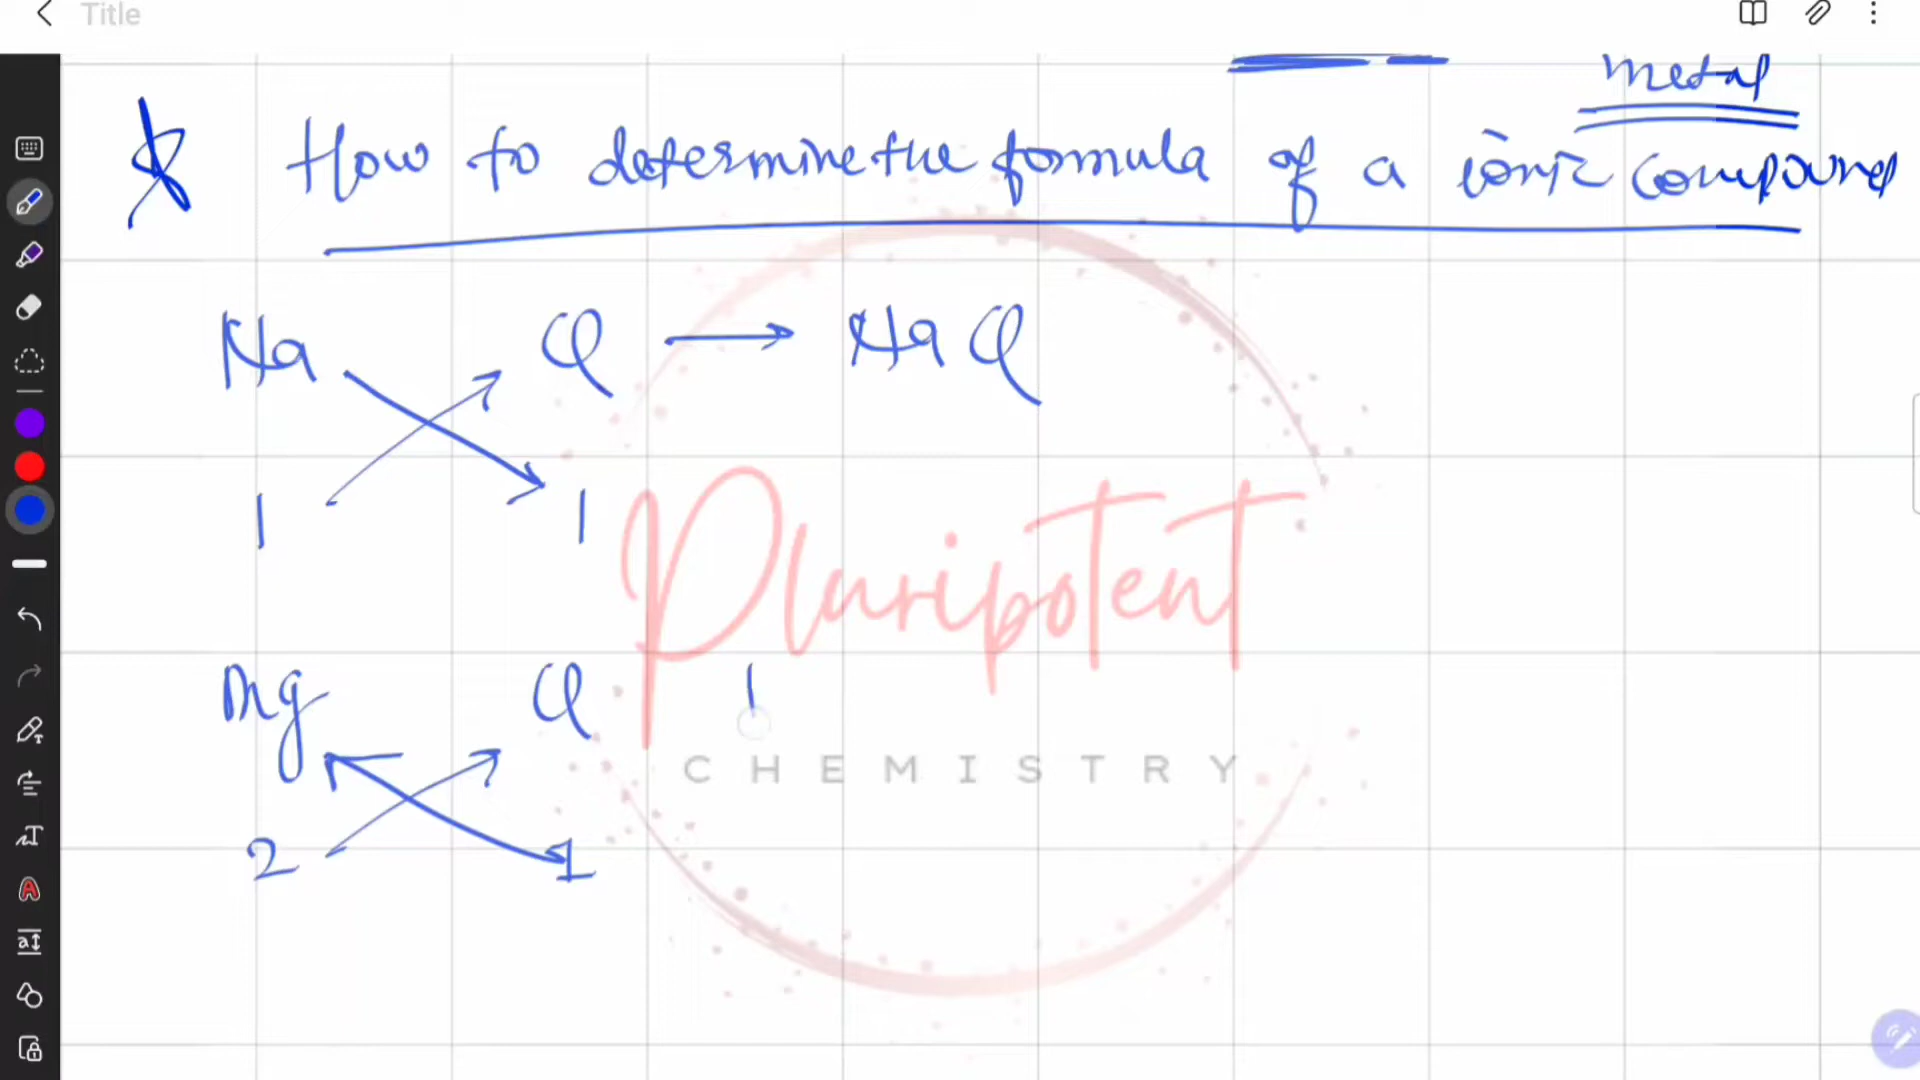 Title
metal
How to determine the formula of a ionic compound
Na Cl → NaCl
1 1
Pluripotent
Mg Cl
CHEMISTRY
2 1